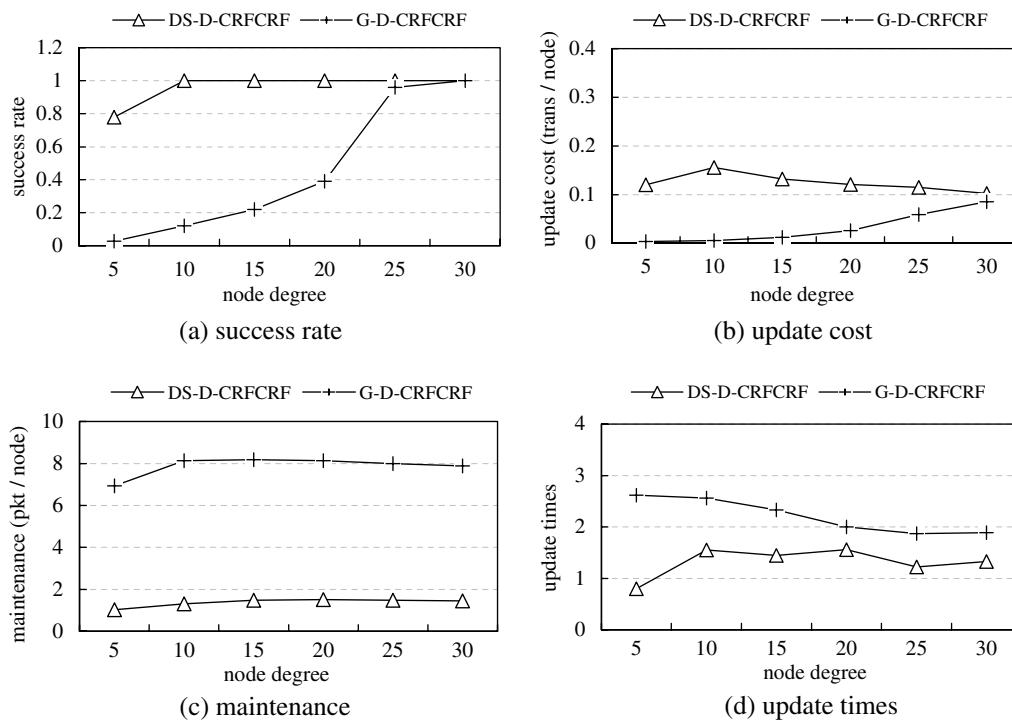 DS-D-CRFCRF G-D-CRFCRF
success rate
1.2
1
0.8
0.6
0.4
0.2
0
5 10 15 20 25 30
node degree
(a) success rate
DS-D-CRFCRF G-D-CRFCRF
update cost (trans / node)
0.4
0.3
0.2
0.1
0
5 10 15 20 25 30
node degree
(b) update cost
DS-D-CRFCRF G-D-CRFCRF
maintenance (pkt / node)
10
8
6
4
2
0
5 10 15 20 25 30
node degree
(c) maintenance
DS-D-CRFCRF G-D-CRFCRF
update times
4
3
2
1
0
5 10 15 20 25 30
node degree
(d) update times